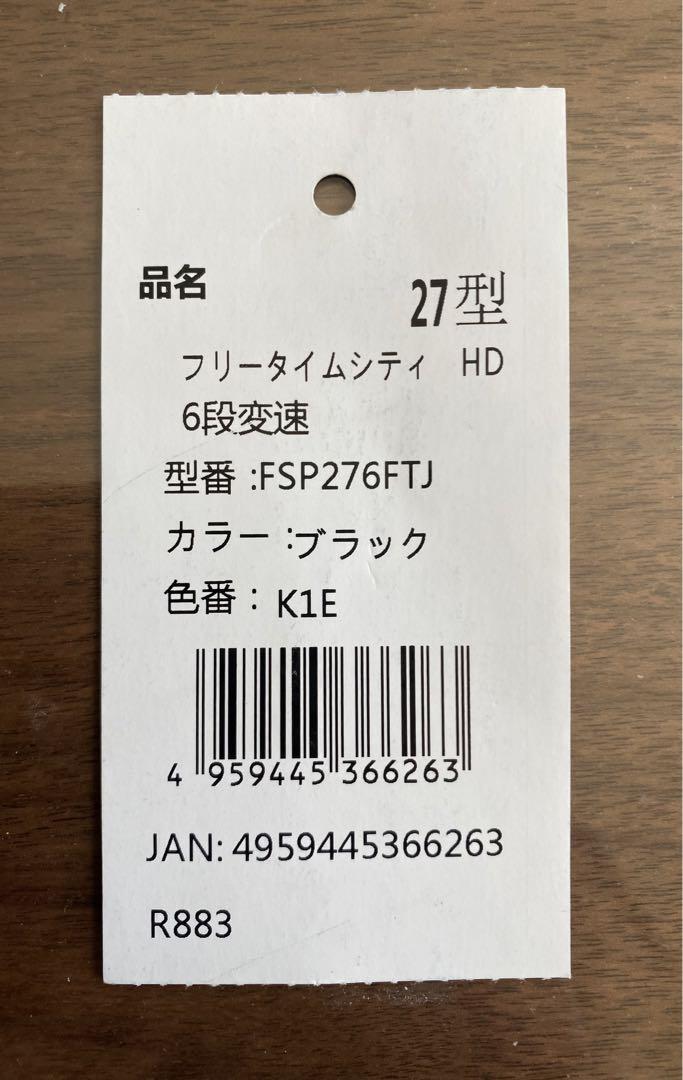 品名
27型
フリータイムシティ　HD
6段変速
型番:FSP276FTJ
カラー:ブラック
色番：K1E
4 959445 366263
JAN: 4959445366263
R883